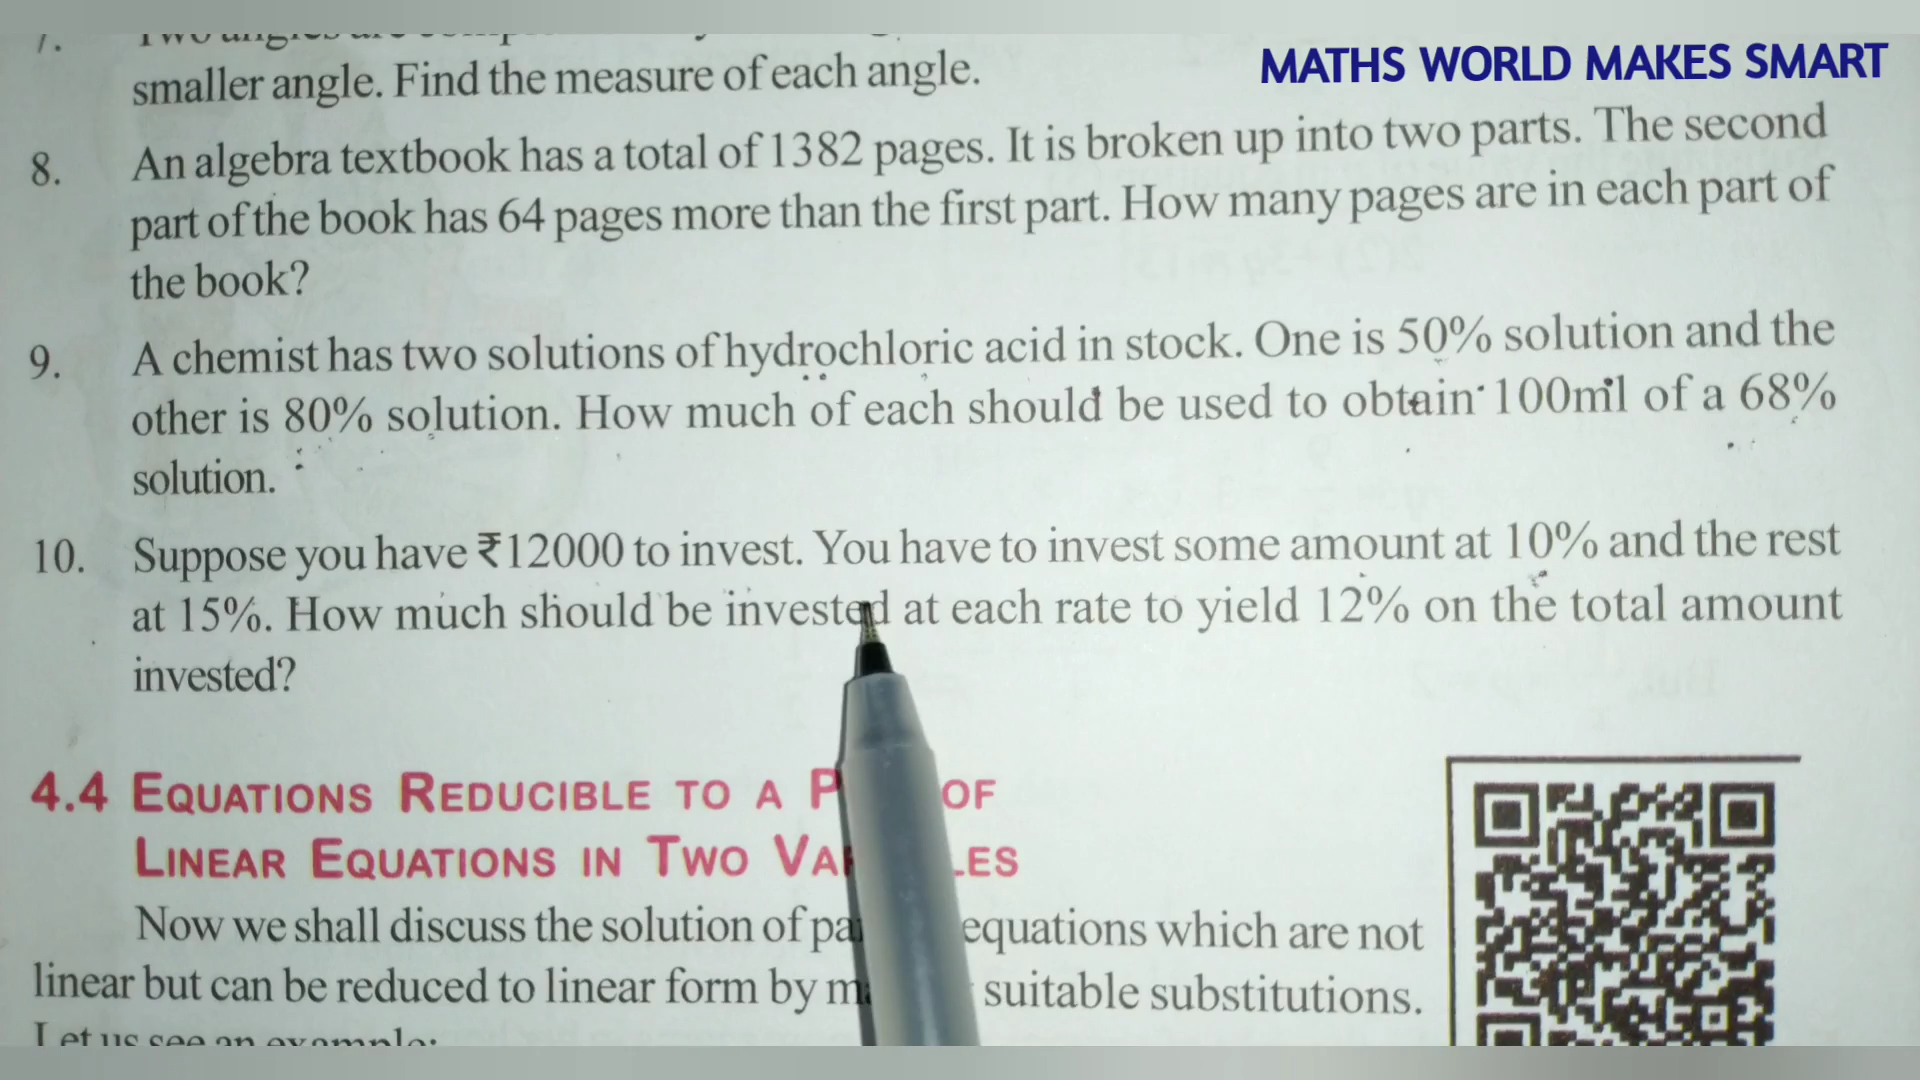 7.
smaller angle. Find the measure of each angle.
MATHS WORLD MAKES SMART
8. An algebra textbook has a total of 1382 pages. It is broken up into two parts. The second
part of the book has 64 pages more than the first part. How many pages are in each part of
the book?
9. A chemist has two solutions of hydrochloric acid in stock. One is 50% solution and the
other is 80% solution. How much of each should be used to obtain 100ml of a 68%
solution.
10. Suppose you have ₹12000 to invest. You have to invest some amount at 10% and the rest
at 15%. How much should be invested at each rate to yield 12% on the total amount
invested?
4.4 EQUATIONS REDUCIBLE TO A P OF
LINEAR EQUATIONS IN TWO VA LES
Now we shall discuss the solution of pa equations which are not
linear but can be reduced to linear form by m suitable substitutions.
Let us see an example: